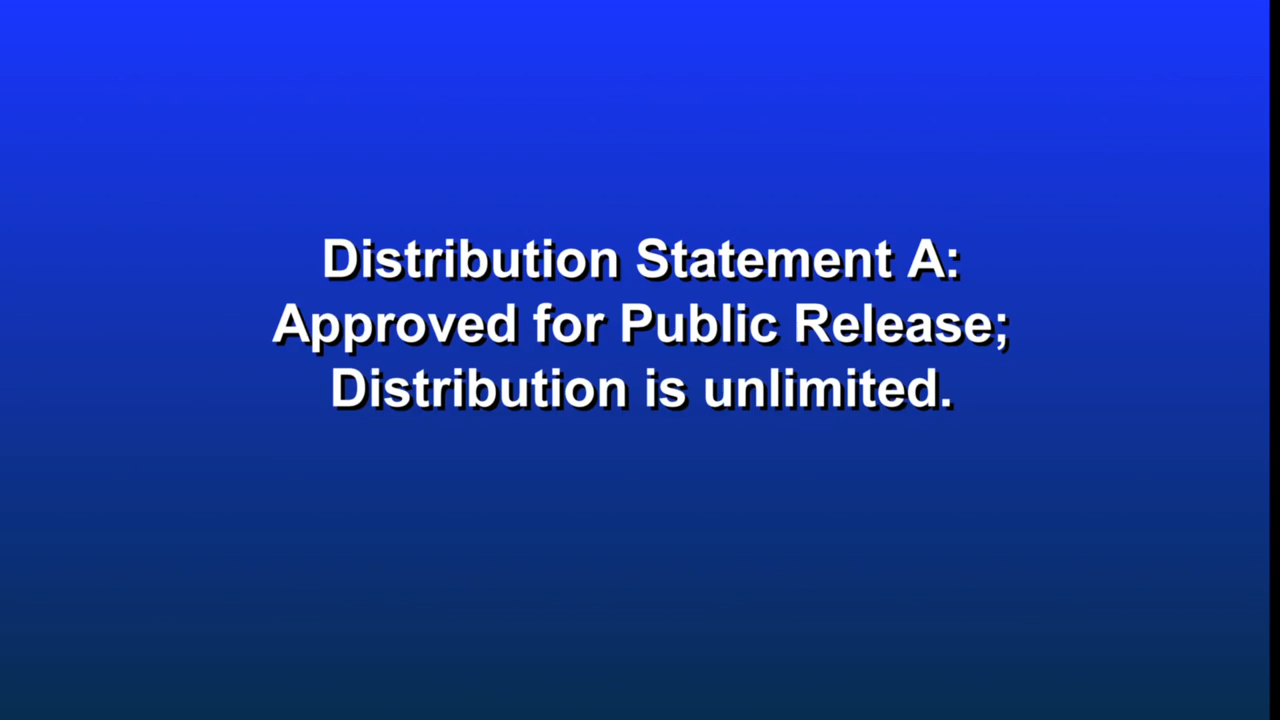 Distribution Statement A:
Approved for Public Release;
Distribution is unlimited.